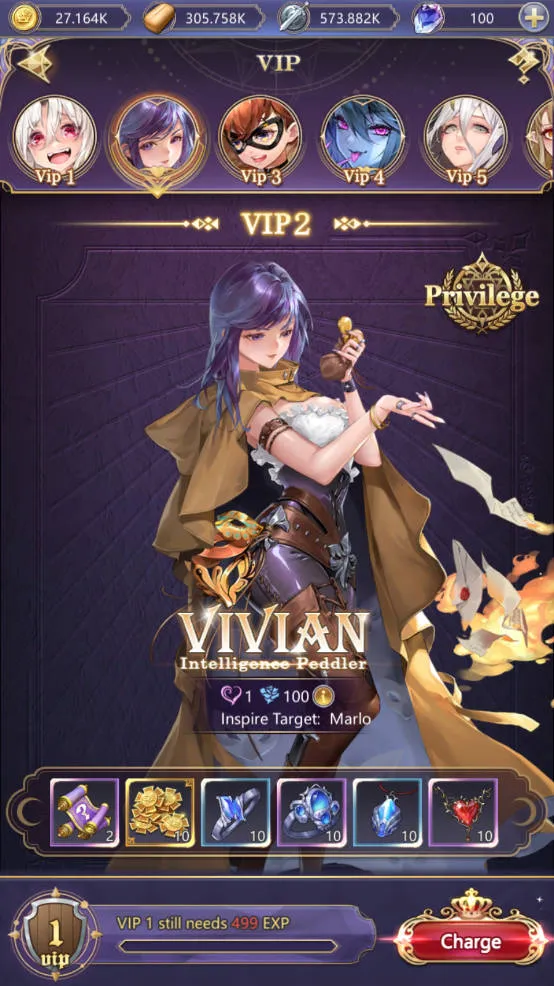 27.164K 305.758K 573.882K 100
VIP
Vip 1 Vip 3 Vip 4 Vip 5
VIP2
Privilege
VIVIAN
Intelligence Peddler
1 100
Inspire Target: Marlo
2 10 10 10 10 10
VIP 1 still needs 499 EXP
1
vip
Charge